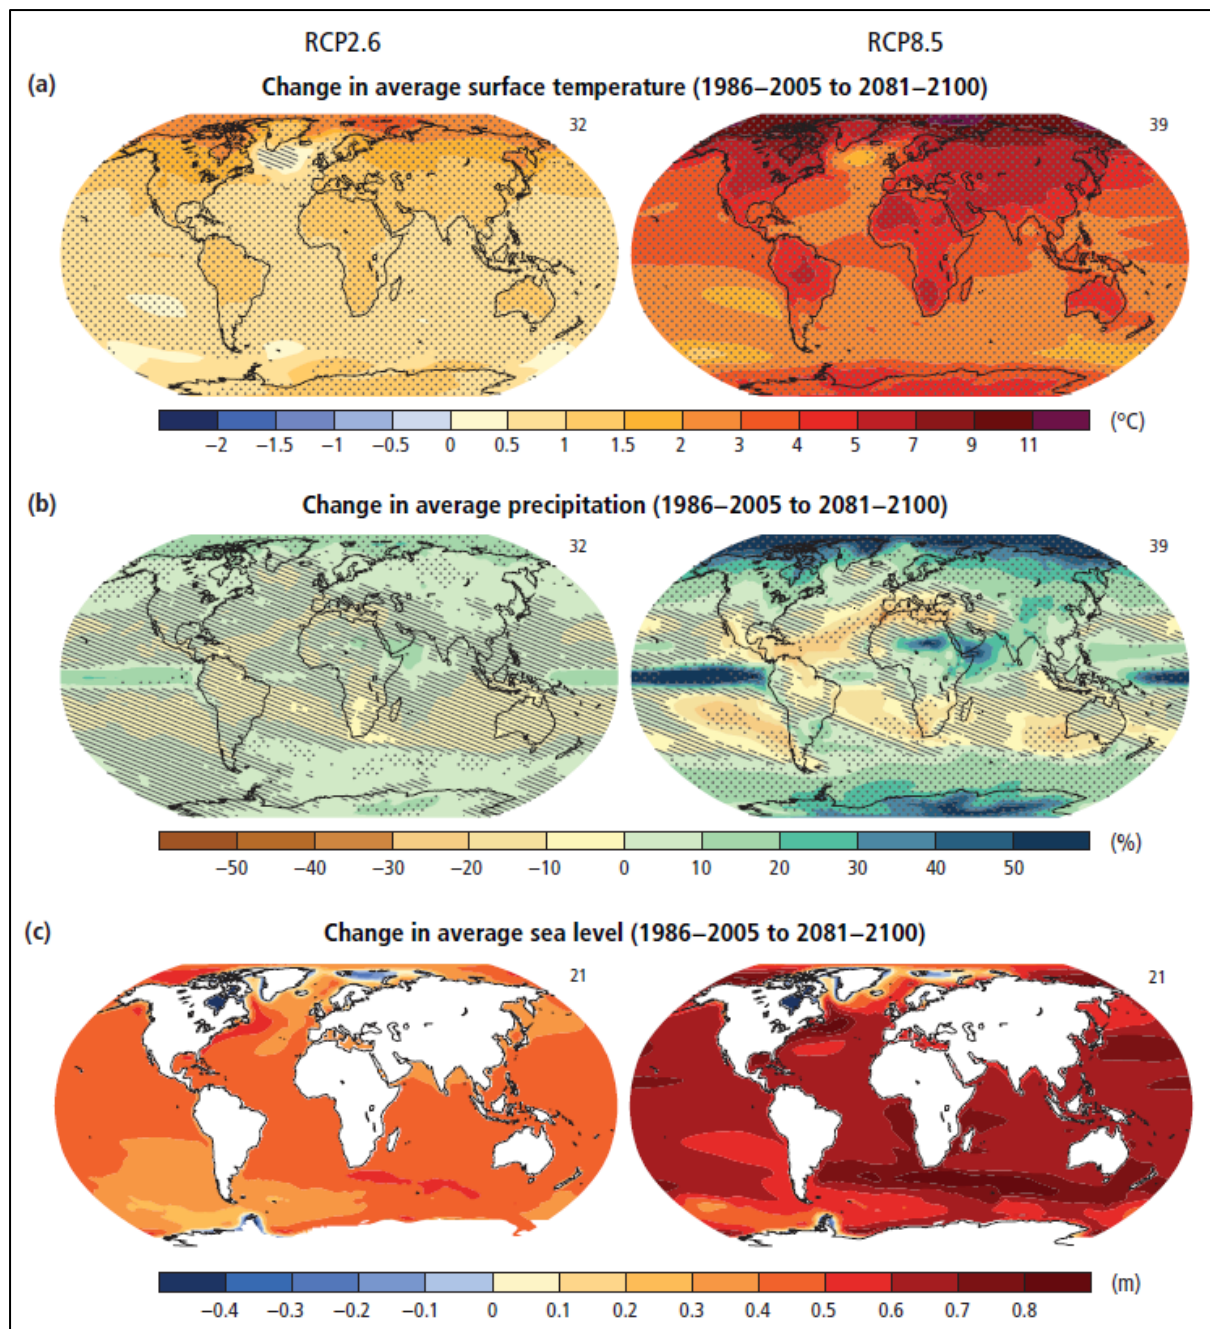 RCP2.6 RCP8.5
(a) Change in average surface temperature (1986–2005 to 2081–2100)
32 39
−2 −1.5 −1 −0.5 0 0.5 1 1.5 2 3 4 5 7 9 11 (°C)
(b) Change in average precipitation (1986–2005 to 2081–2100)
32 39
−50 −40 −30 −20 −10 0 10 20 30 40 50 (%)
(c) Change in average sea level (1986–2005 to 2081–2100)
21 21
−0.4 −0.3 −0.2 −0.1 0 0.1 0.2 0.3 0.4 0.5 0.6 0.7 0.8 (m)